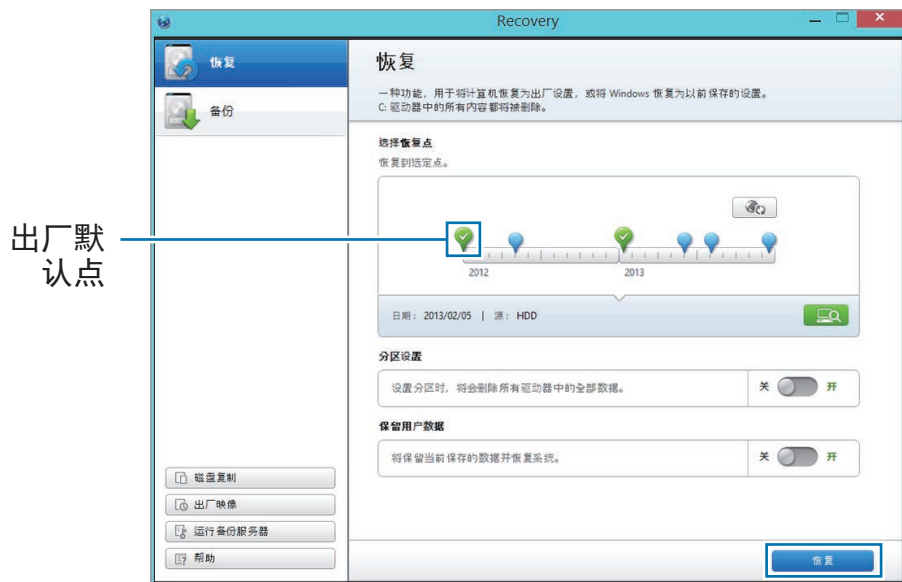 Recovery
恢复
备份
恢复
一种功能，用于将计算机恢复为出厂设置，或将 Windows 恢复为以前保存的设置。
C: 驱动器中的所有内容都将被删除。
选择恢复点
恢复到选定点。
出厂默
认点
2012
2013
日期： 2013/02/05 | 源： HDD
分区设置
设置分区时，将会删除所有驱动器中的全部数据。
关 开
保留用户数据
将保留当前保存的数据并恢复系统。
关 开
磁盘复制
出厂映像
运行备份服务器
帮助
恢复